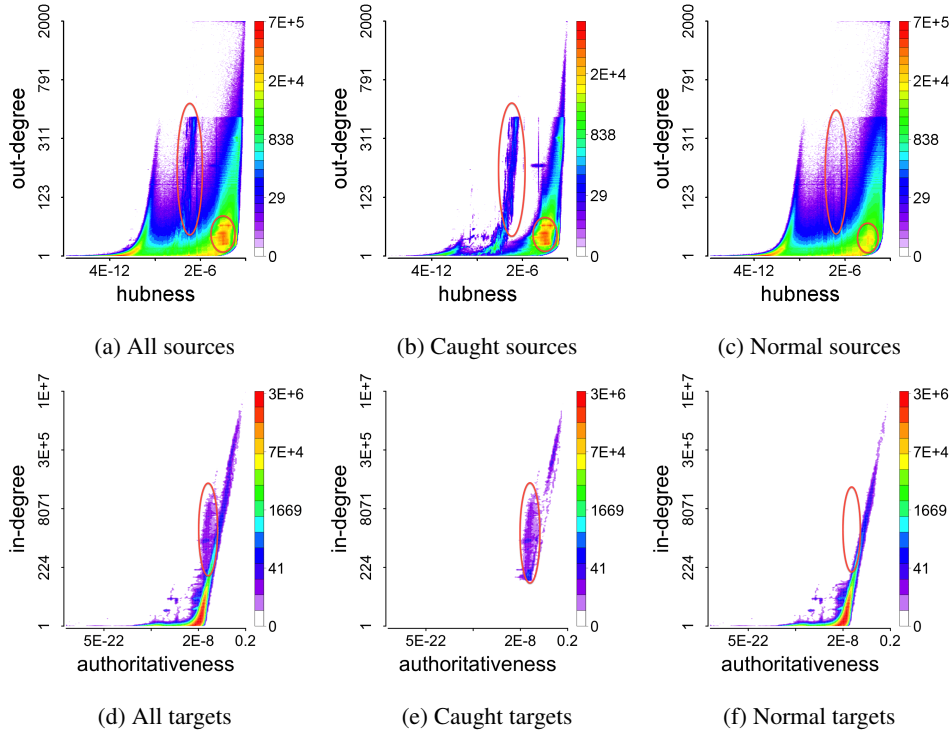 out-degree
2000
791
311
123
1
4E-12
2E-6
hubness
7E+5
2E+4
838
29
0
(a) All sources
out-degree
2000
791
311
123
1
4E-12
2E-6
hubness
2E+4
838
29
0
(b) Caught sources
out-degree
2000
791
311
123
1
4E-12
2E-6
hubness
7E+5
2E+4
838
29
0
(c) Normal sources
in-degree
1E+7
3E+5
8071
224
1
5E-22
2E-8
0.2
authoritativeness
3E+6
7E+4
1669
41
0
(d) All targets
in-degree
1E+7
3E+5
8071
224
1
5E-22
2E-8
0.2
authoritativeness
3E+6
7E+4
1669
41
0
(e) Caught targets
in-degree
1E+7
3E+5
8071
224
1
5E-22
2E-8
0.2
authoritativeness
3E+6
7E+4
1669
41
0
(f) Normal targets